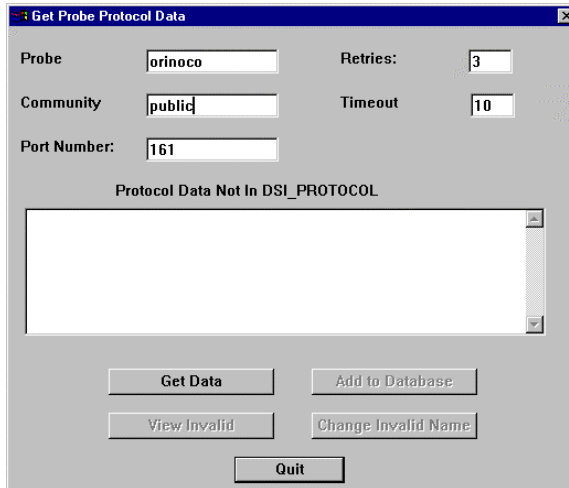 Get Probe Protocol Data
Probe orinoco Retries: 3
Community public Timeout 10
Port Number: 161
Protocol Data Not In DSI_PROTOCOL
Get Data Add to Database
View Invalid Change Invalid Name
Quit